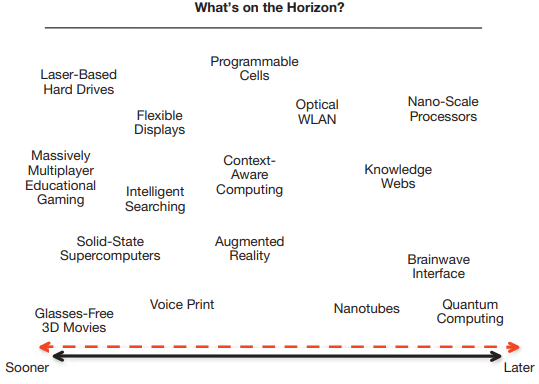 What's on the Horizon?
Programmable
Cells
Laser-Based
Hard Drives
Optical
WLAN
Nano-Scale
Processors
Flexible
Displays
Massively
Multiplayer
Educational
Gaming
Context-
Aware
Computing
Knowledge
Webs
Intelligent
Searching
Solid-State
Supercomputers
Augmented
Reality
Brainwave
Interface
Glasses-Free
3D Movies
Voice Print
Nanotubes
Quantum
Computing
Sooner
Later